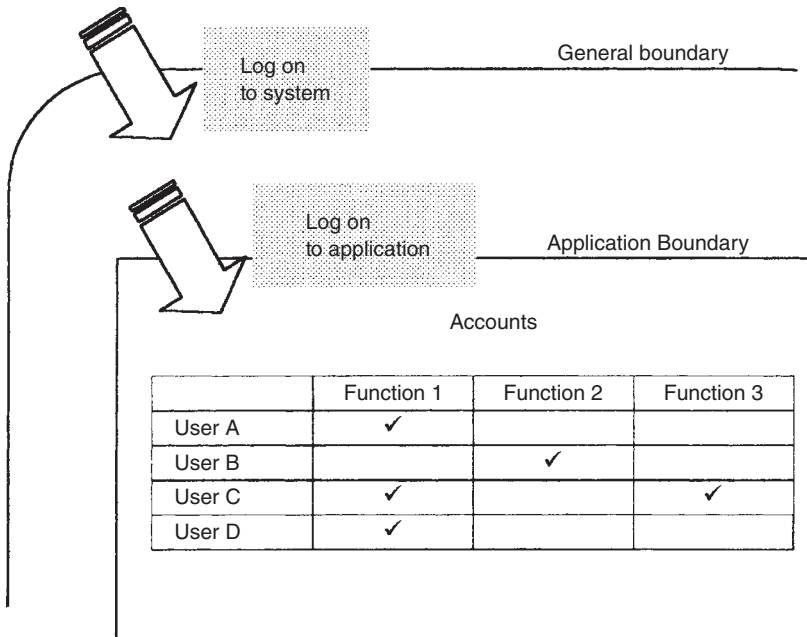 Log on
to system
General boundary
Log on
to application
Application Boundary
Accounts
Function 1 Function 2 Function 3
User A ✓
User B ✓
User C ✓ ✓
User D ✓